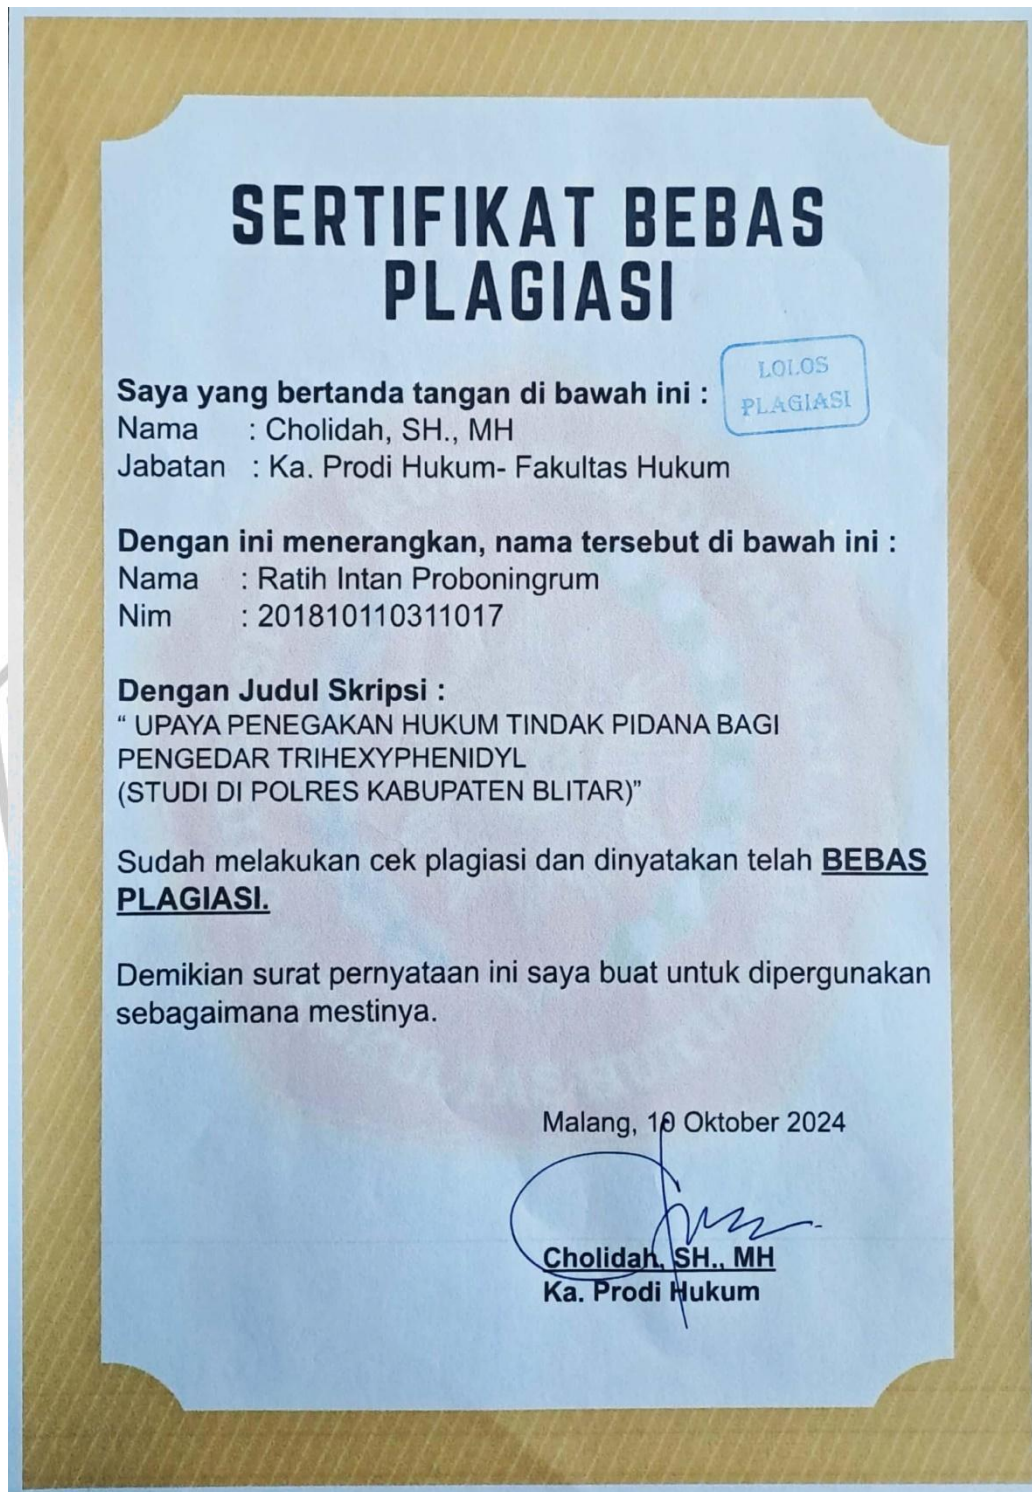 SERTIFIKAT BEBAS
PLAGIASI
LOLOS
PLAGIASI
Saya yang bertanda tangan di bawah ini :
Nama : Cholidah, SH., MH
Jabatan : Ka. Prodi Hukum- Fakultas Hukum
Dengan ini menerangkan, nama tersebut di bawah ini :
Nama : Ratih Intan Proboningrum
Nim : 201810110311017
Dengan Judul Skripsi :
“ UPAYA PENEGAKAN HUKUM TINDAK PIDANA BAGI
PENGEDAR TRIHEXYPHENIDYL
(STUDI DI POLRES KABUPATEN BLITAR)”
Sudah melakukan cek plagiasi dan dinyatakan telah BEBAS
PLAGIASI.
Demikian surat pernyataan ini saya buat untuk dipergunakan
sebagaimana mestinya.
Malang, 10 Oktober 2024
Cholidah, SH., MH
Ka. Prodi Hukum